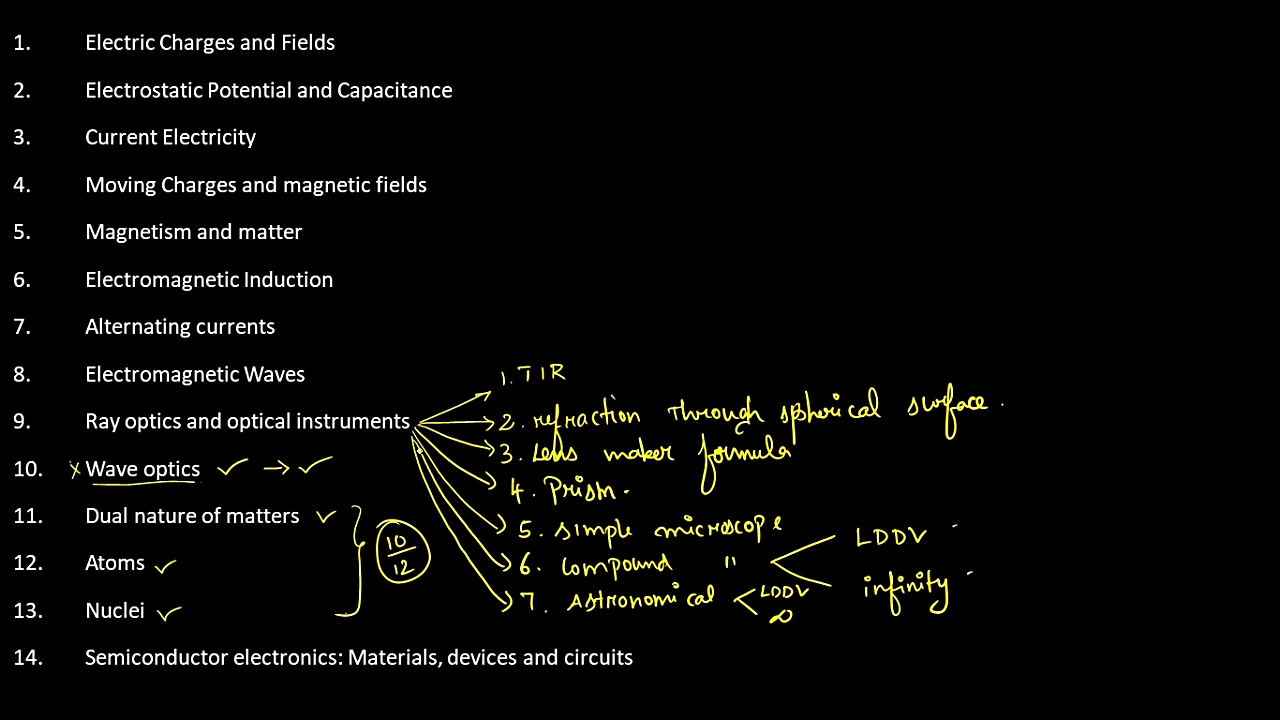 1. Electric Charges and Fields
2. Electrostatic Potential and Capacitance
3. Current Electricity
4. Moving Charges and magnetic fields
5. Magnetism and matter
6. Electromagnetic Induction
7. Alternating currents
8. Electromagnetic Waves
9. Ray optics and optical instruments
1. TIR
2. refraction through spherical surface.
3. Lens maker formula
4. Prism.
5. simple microscope
6. compound "
LDDV
infinity
7. Astronomical
LDDV
∞
10. Wave optics
11. Dual nature of matters
12. Atoms
13. Nuclei
10
12
14. Semiconductor electronics: Materials, devices and circuits